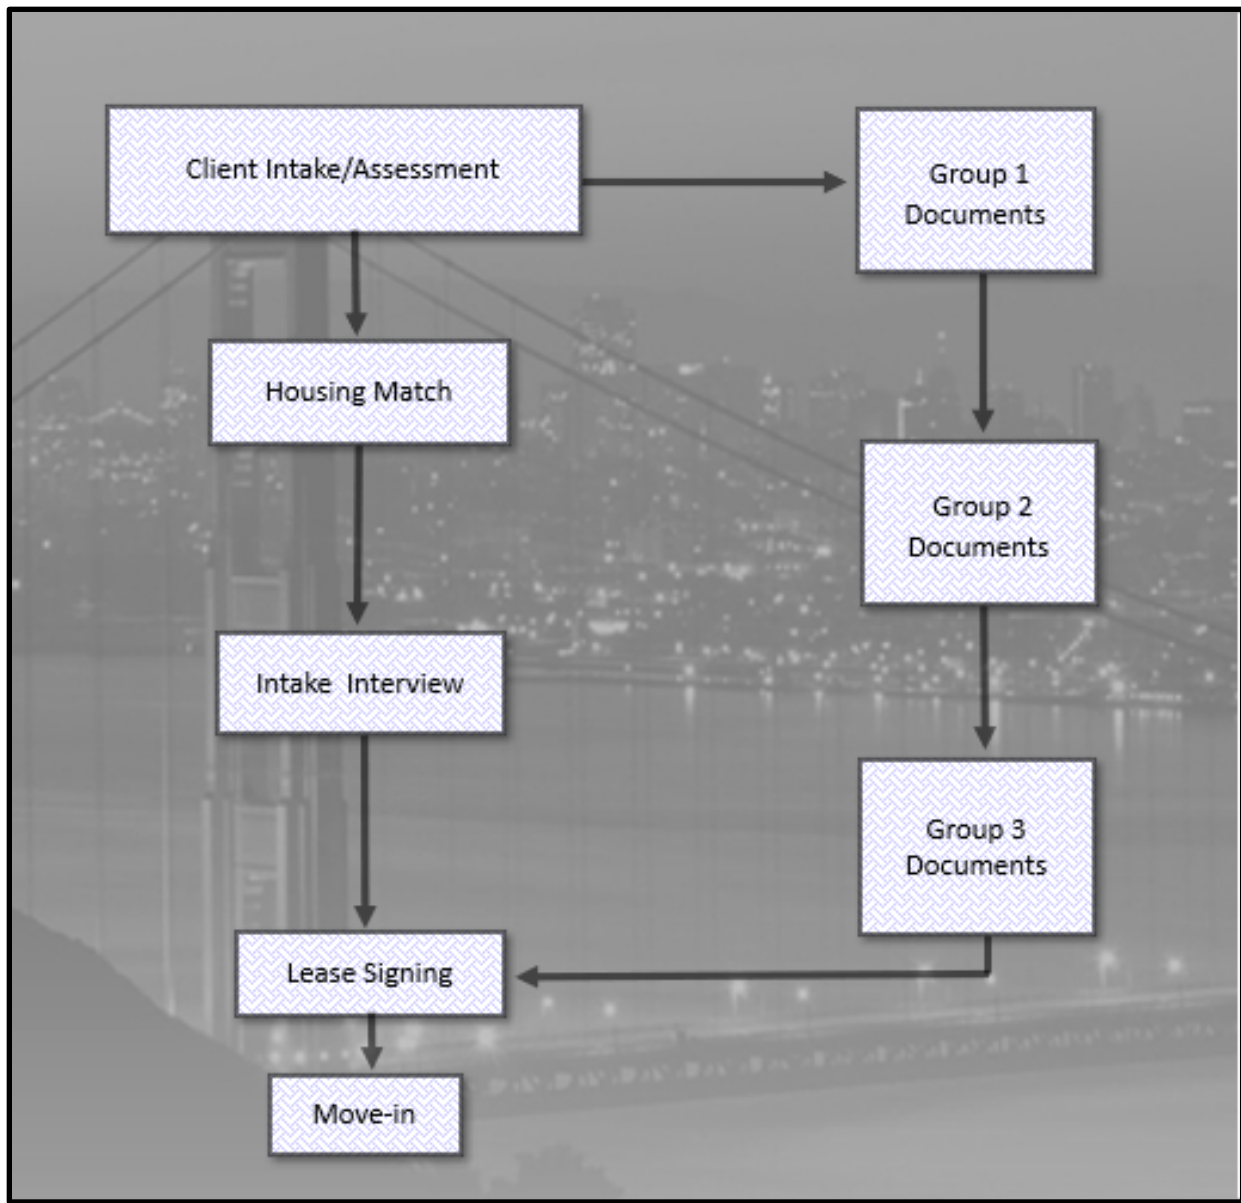 Client Intake/Assessment
Group 1
Documents
Housing Match
Group 2
Documents
Intake Interview
Group 3
Documents
Lease Signing
Move-in